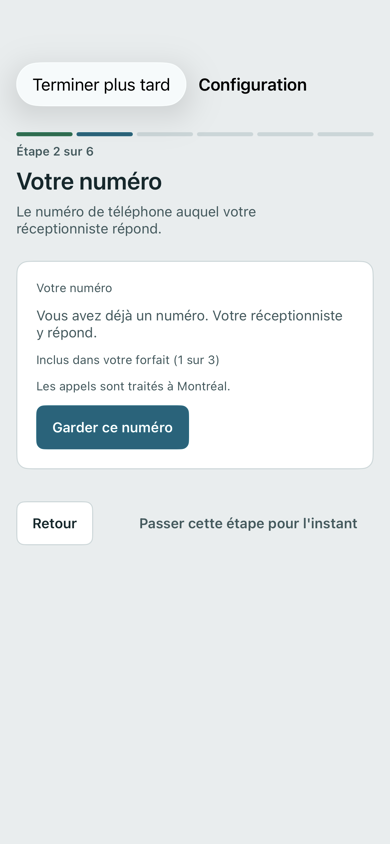 Terminer plus tard
Configuration
Étape 2 sur 6
Votre numéro
Le numéro de téléphone auquel votre
réceptionniste répond.
Votre numéro
Vous avez déjà un numéro. Votre réceptionniste
y répond.
Inclus dans votre forfait (1 sur 3)
Les appels sont traités à Montréal.
Garder ce numéro
Retour
Passer cette étape pour l'instant